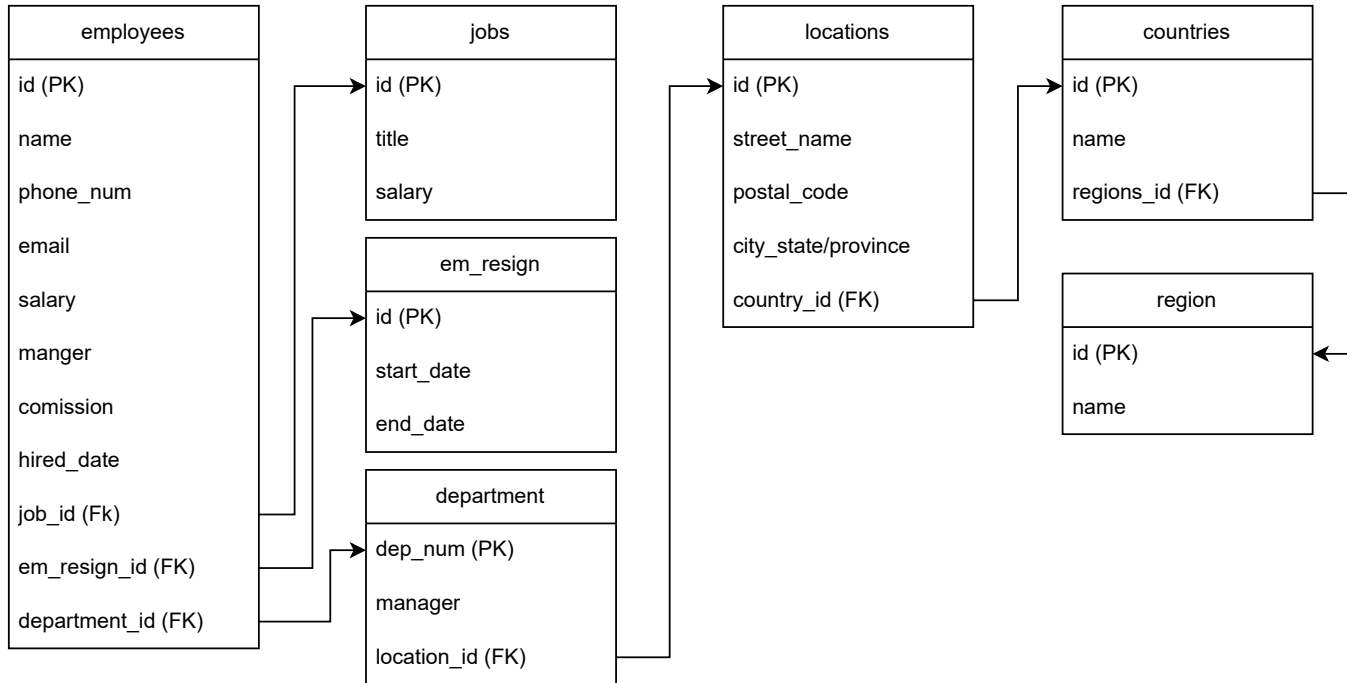 employees
id (PK)
name
phone_num
email
salary
manger
comission
hired_date
job_id (Fk)
em_resign_id (FK)
department_id (FK)
jobs
id (PK)
title
salary
em_resign
id (PK)
start_date
end_date
department
dep_num (PK)
manager
location_id (FK)
locations
id (PK)
street_name
postal_code
city_state/province
country_id (FK)
countries
id (PK)
name
regions_id (FK)
region
id (PK)
name